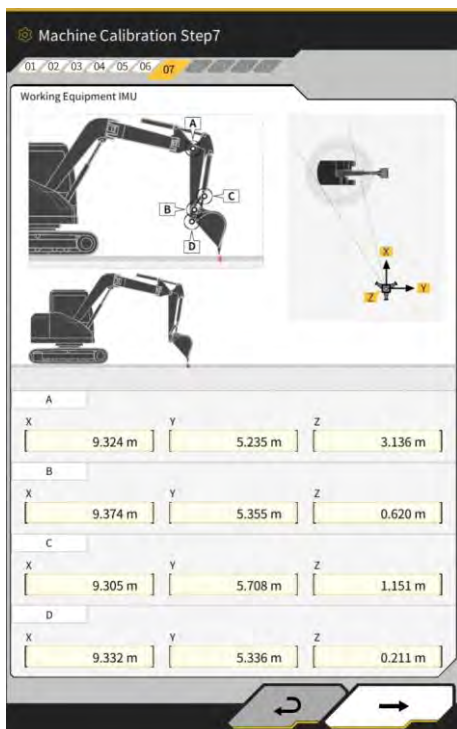 Machine Calibration Step7
01 02 03 04 05 06 07
Working Equipment IMU
A
C
B
D
X
Y
Z
A
X Y Z
9.324 m 5.235 m 3.136 m
B
X Y Z
9.374 m 5.355 m 0.620 m
C
X Y Z
9.305 m 5.708 m 1.151 m
D
X Y Z
9.332 m 5.336 m 0.211 m